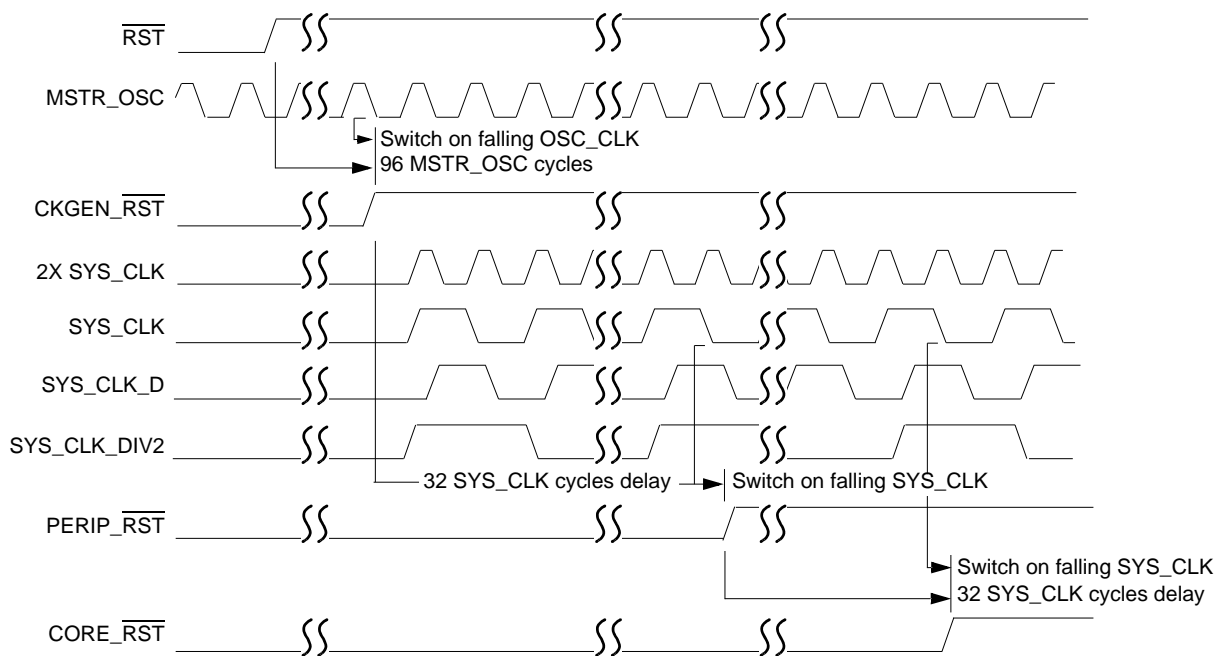 RST
MSTR_OSC
Switch on falling OSC_CLK
96 MSTR_OSC cycles
CKGEN_RST
2X SYS_CLK
SYS_CLK
SYS_CLK_D
SYS_CLK_DIV2
32 SYS_CLK cycles delay
Switch on falling SYS_CLK
PERIP_RST
Switch on falling SYS_CLK
32 SYS_CLK cycles delay
CORE_RST